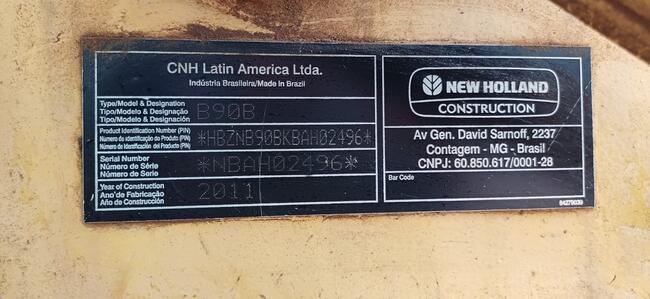 CNH Latin America Ltda.
Indústria Brasileira/Made in Brazil
Type/Model & Designation
Tipo/Modelo & Designação
Tipo/Modelo & Designación
B90B
Product Identification Number (PIN)
Número de Identificação do Produto (PIN)
Número de Identificación del Producto (PIN)
*HBZNB90BKBAH02496*
Serial Number
Número de Série
Número de Serie
*NBAH02496*
Year of Construction
Ano de Fabricação
Año de Construcción
2011
NEW HOLLAND
CONSTRUCTION
Av Gen. David Sarnoff, 2237
Contagem - MG - Brasil
CNPJ: 60.850.617/0001-28
Bar Code
84279039